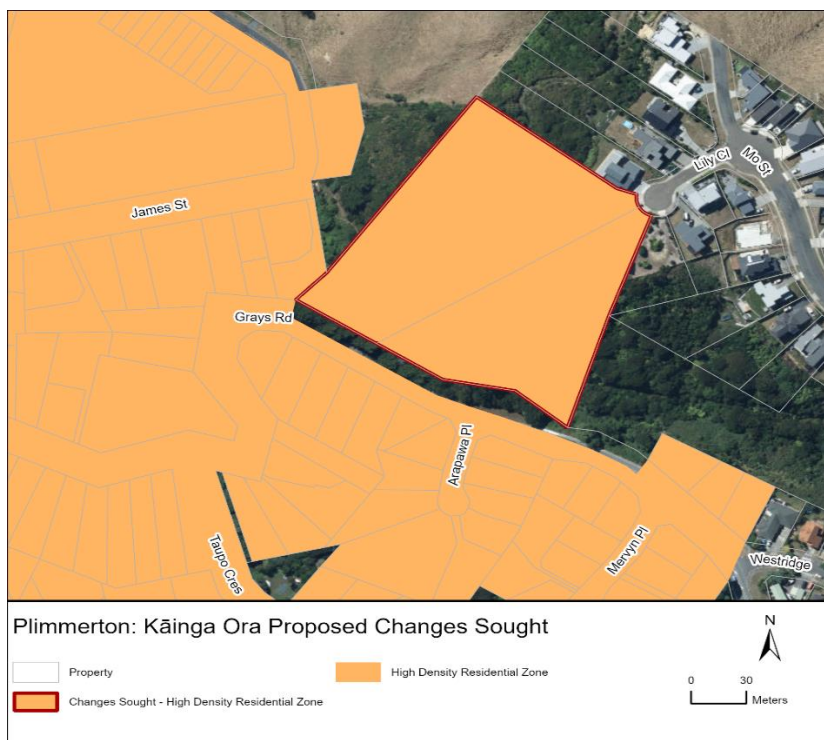 Lily Cl
Mo St
James St
Grays Rd
Arapawa Pl
Taupo Cres
Mervyn Pl
Westridge
Plimmerton: Kāinga Ora Proposed Changes Sought
Property
High Density Residential Zone
Changes Sought - High Density Residential Zone
N
0 30
Meters